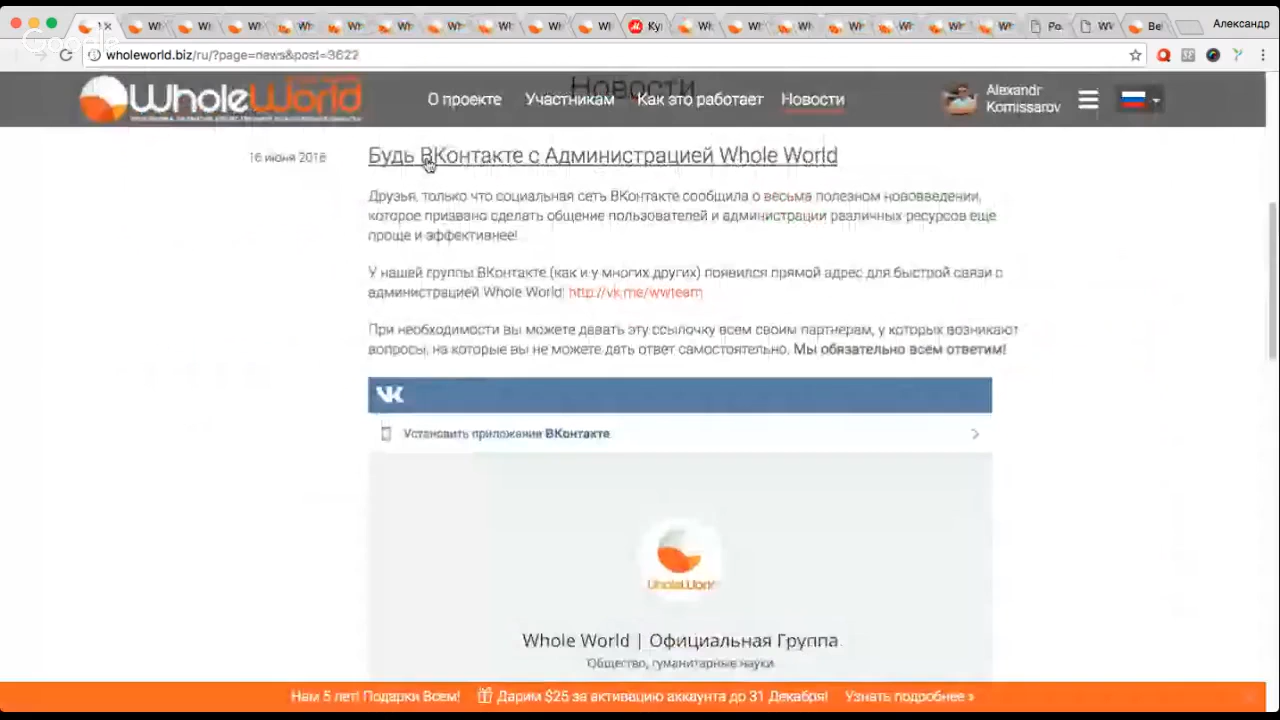 Александр
wholeworld.biz/ru/?page=news&post=3622
Google
Новости
WholeWorld
О проекте Участникам Как это работает Новости
Alexandr
Komissarov
16 июня 2016
Будь ВКонтакте с Администрацией Whole World
Друзья, только что социальная сеть ВКонтакте сообщила о весьма полезном нововведении,
которое призвано сделать общение пользователей и администрации различных ресурсов еще
проще и эффективнее!
У нашей группы ВКонтакте (как и у многих других) появился прямой адрес для быстрой связи с
администрацией Whole World: http://vk.me/wwteam
При необходимости вы можете давать эту ссылочку всем своим партнерам, у которых возникают
вопросы, на которые вы не можете дать ответ самостоятельно. Мы обязательно всем ответим!
Установить приложение ВКонтакте
WholeWorld
Whole World | Официальная Группа
Общество, гуманитарные науки
Нам 5 лет! Подарки Всем! Дарим $25 за активацию аккаунта до 31 Декабря! Узнать подробнее »